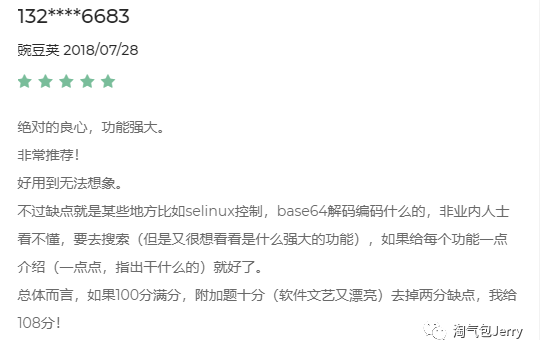 132****6683
豌豆荚 2018/07/28
绝对的良心，功能强大。
非常推荐！
好用到无法想象。
不过缺点就是某些地方比如selinux控制，base64解码编码什么的，非业内人士
看不懂，要去搜索（但是又很想看看是什么强大的功能），如果给每个功能一点
介绍（一点点，指出干什么的）就好了。
总体而言，如果100分满分，附加题十分（软件文艺又漂亮）去掉两分缺点，我给
108分！
淘气包Jerry